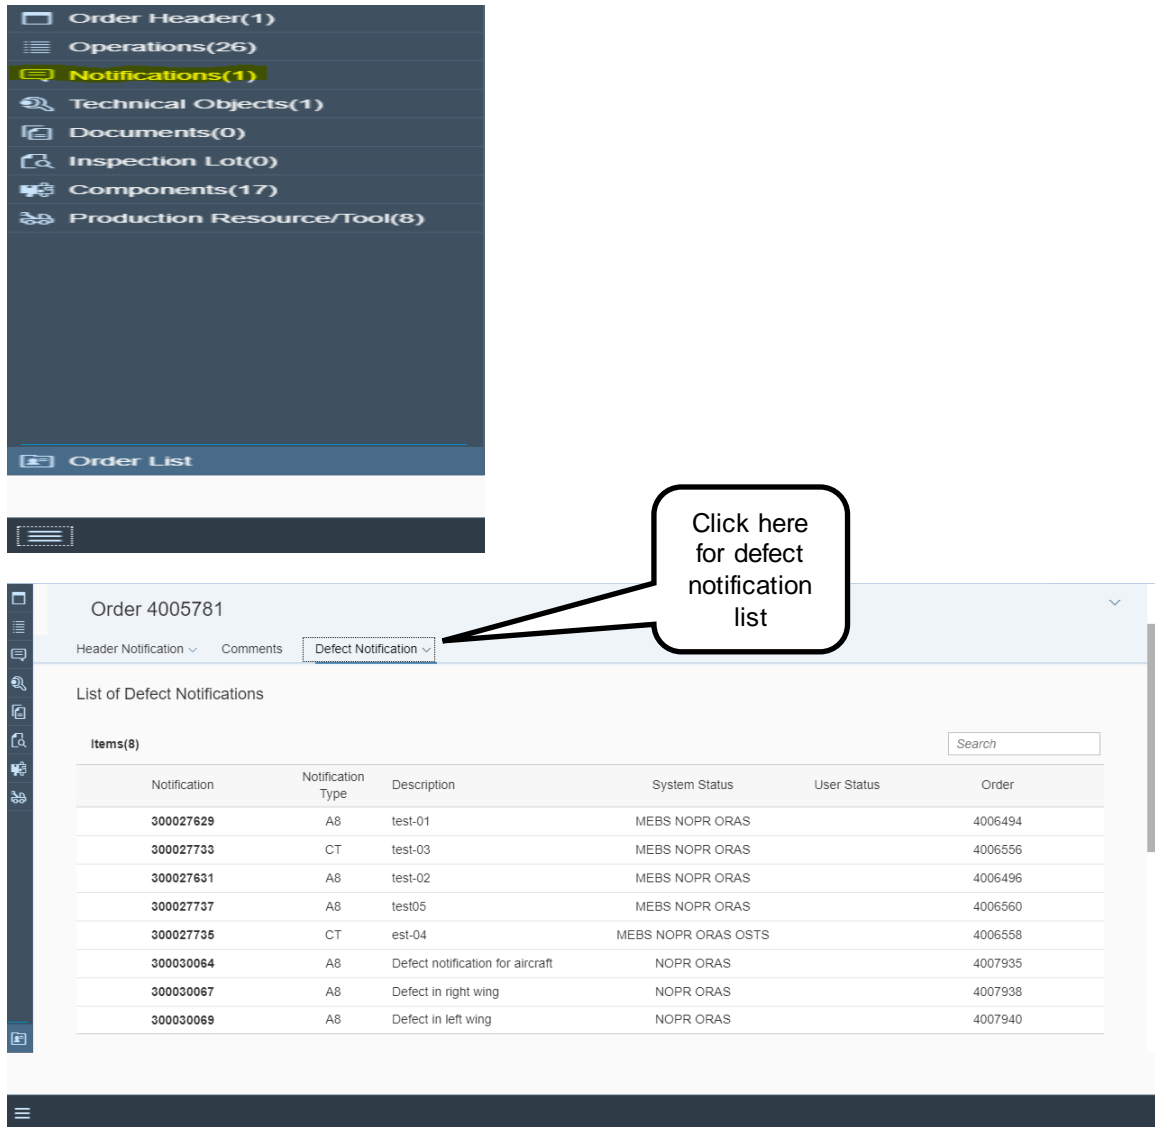 Order Header(1)
Operations(26)
Notifications(1)
Technical Objects(1)
Documents(0)
Inspection Lot(0)
Components(17)
Production Resource/Tool(8)
Order List
Click here
for defect
notification
list
Order 4005781
Header Notification Comments Defect Notification
List of Defect Notifications
Items(8) Search
Notification Notification Type Description System Status User Status Order
300027629 A8 test-01 MEBS NOPR ORAS 4006494
300027733 CT test-03 MEBS NOPR ORAS 4006556
300027631 A8 test-02 MEBS NOPR ORAS 4006496
300027737 A8 test05 MEBS NOPR ORAS 4006560
300027735 CT est-04 MEBS NOPR ORAS OSTS 4006558
300030064 A8 Defect notification for aircraft NOPR ORAS 4007935
300030067 A8 Defect in right wing NOPR ORAS 4007938
300030069 A8 Defect in left wing NOPR ORAS 4007940